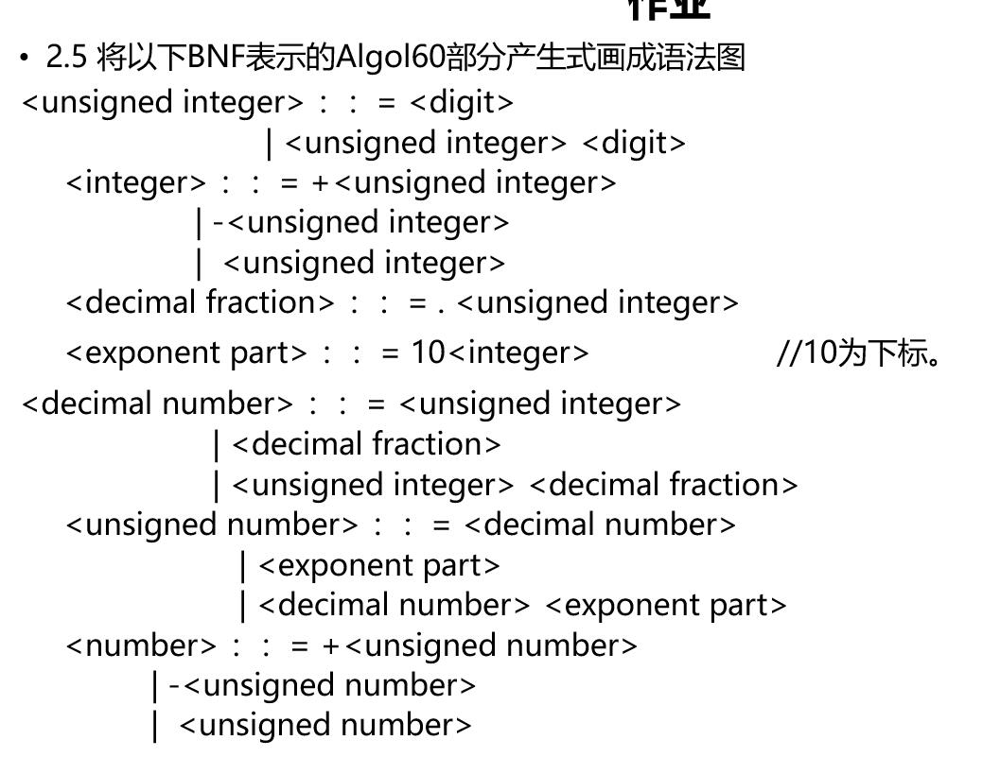 作业
• 2.5 将以下BNF表示的Algol60部分产生式画成语法图
<unsigned integer>：：= <digit>
| <unsigned integer> <digit>
<integer>：：= +<unsigned integer>
| -<unsigned integer>
| <unsigned integer>
<decimal fraction>：：= . <unsigned integer>
<exponent part>：：= 10<integer> //10为下标。
<decimal number>：：= <unsigned integer>
| <decimal fraction>
| <unsigned integer> <decimal fraction>
<unsigned number>：：= <decimal number>
| <exponent part>
| <decimal number> <exponent part>
<number>：：= +<unsigned number>
| -<unsigned number>
| <unsigned number>